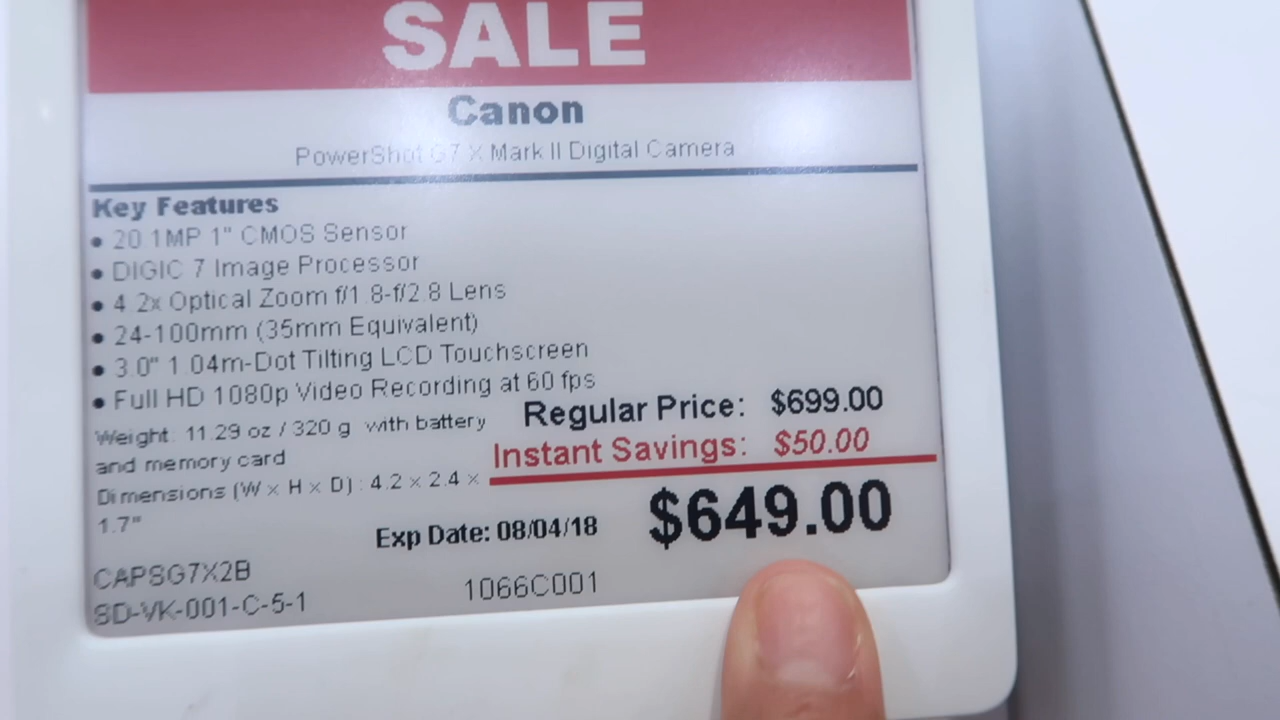 SALE
Canon
PowerShot G7 X Mark II Digital Camera
Key Features
• 20.1MP 1" CMOS Sensor
• DIGIC 7 Image Processor
• 4.2x Optical Zoom f/1.8-f/2.8 Lens
• 24-100mm (35mm Equivalent)
• 3.0" 1.04m-Dot Tilting LCD Touchscreen
• Full HD 1080p Video Recording at 60 fps
Weight: 11.29 oz / 320 g with battery
and memory card
Dimensions (W x H x D): 4.2 x 2.4 x
1.7"
Regular Price: $699.00
Instant Savings: $50.00
$649.00
Exp Date: 08/04/18
CAPSG7X2B
SD-VK-001-C-5-1
1066C001